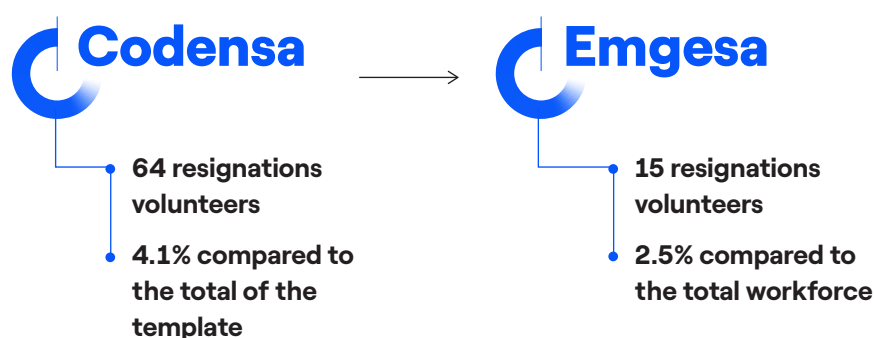 Codensa
64 resignations
volunteers
4.1% compared to
the total of the
template
Emgesa
15 resignations
volunteers
2.5% compared to
the total workforce